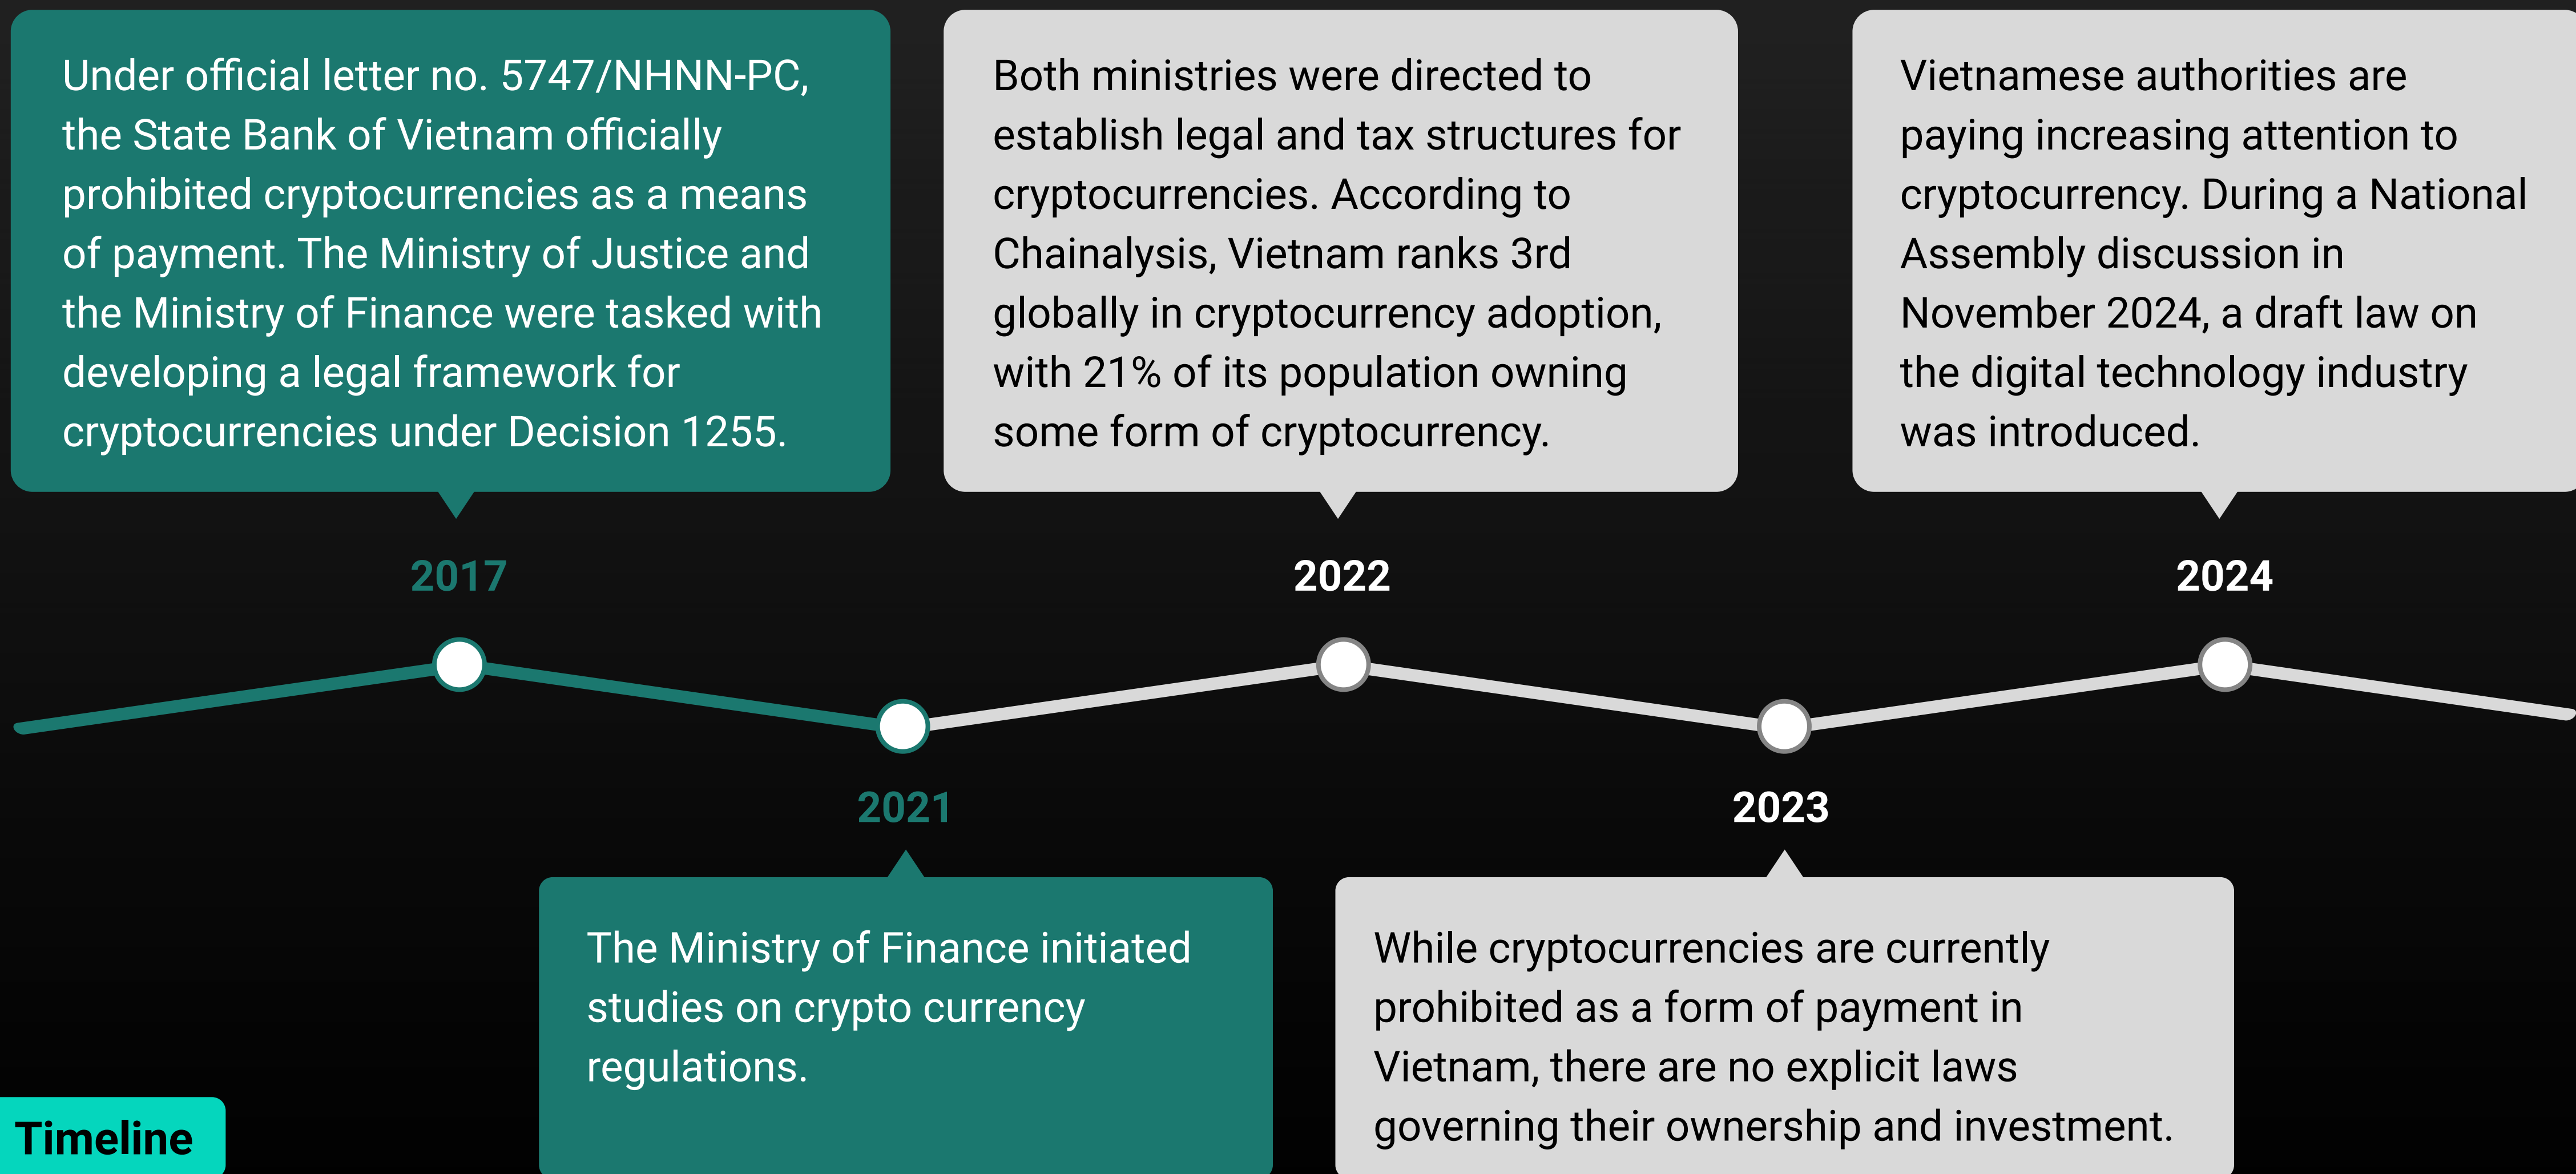 Under official letter no. 5747/NHNN-PC,
the State Bank of Vietnam officially
prohibited cryptocurrencies as a means
of payment. The Ministry of Justice and
the Ministry of Finance were tasked with
developing a legal framework for
cryptocurrencies under Decision 1255.
2017
The Ministry of Finance initiated
studies on crypto currency
regulations.
2021
Both ministries were directed to
establish legal and tax structures for
cryptocurrencies. According to
Chainalysis, Vietnam ranks 3rd
globally in cryptocurrency adoption,
with 21% of its population owning
some form of cryptocurrency.
2022
While cryptocurrencies are currently
prohibited as a form of payment in
Vietnam, there are no explicit laws
governing their ownership and investment.
2023
Vietnamese authorities are
paying increasing attention to
cryptocurrency. During a National
Assembly discussion in
November 2024, a draft law on
the digital technology industry
was introduced.
2024
Timeline